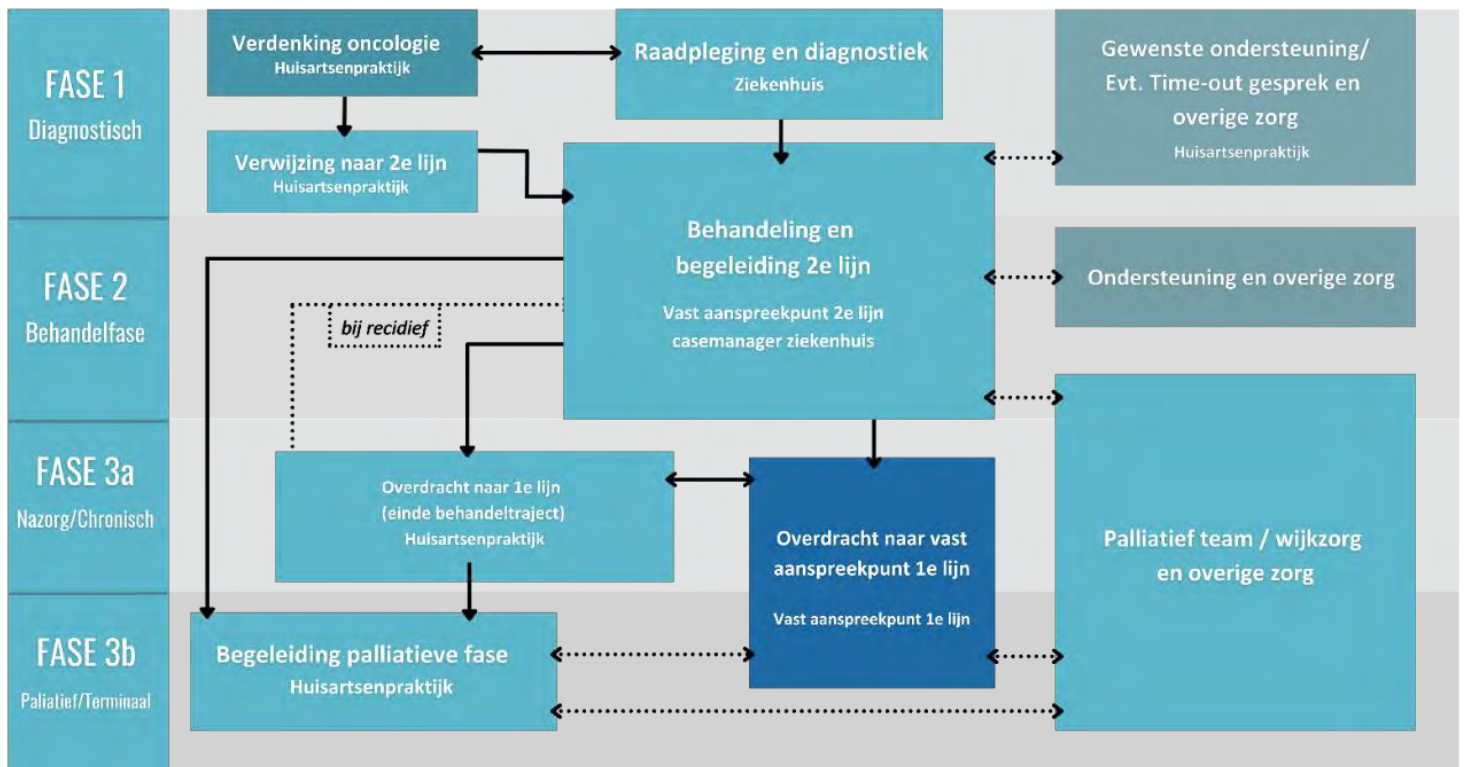 FASE 1
Diagnostisch
Verdenking oncologie
Huisartsenpraktijk
Raadpleging en diagnostiek
Ziekenhuis
Gewenste ondersteuning/
Evt. Time-out gesprek en
overige zorg
Huisartsenpraktijk
Verwijzing naar 2e lijn
Huisartsenpraktijk
FASE 2
Behandelfase
Behandeling en
begeleiding 2e lijn
Vast aanspreekpunt 2e lijn
casemanager ziekenhuis
Ondersteuning en overige zorg
bij recidief
FASE 3a
Nazorg/Chronisch
Overdracht naar 1e lijn
(einde behandeltraject)
Huisartsenpraktijk
Overdracht naar vast
aanspreekpunt 1e lijn
Vast aanspreekpunt 1e lijn
Palliatief team / wijkzorg
en overige zorg
FASE 3b
Paliatief/Terminaal
Begeleiding palliatieve fase
Huisartsenpraktijk